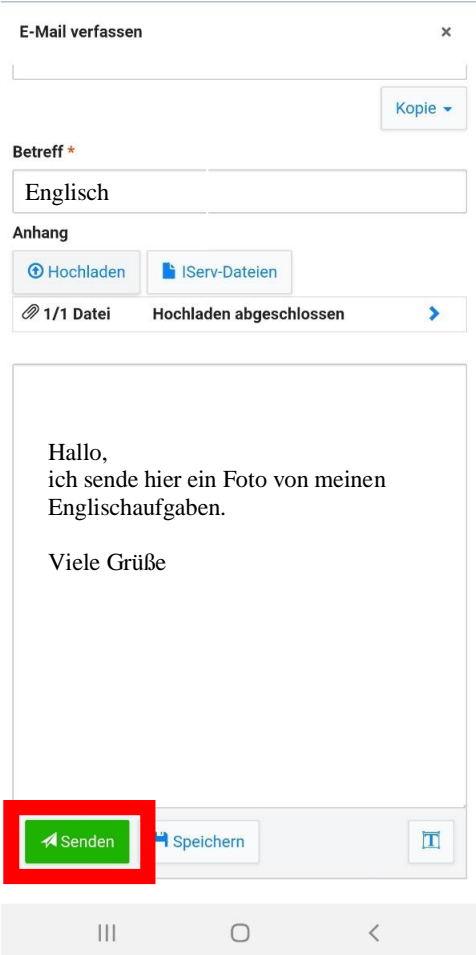 E-Mail verfassen ×
Kopie
Betreff *
Englisch
Anhang
Hochladen IServ-Dateien
1/1 Datei Hochladen abgeschlossen
Hallo,
ich sende hier ein Foto von meinen
Englischaufgaben.
Viele Grüße
Senden Speichern T